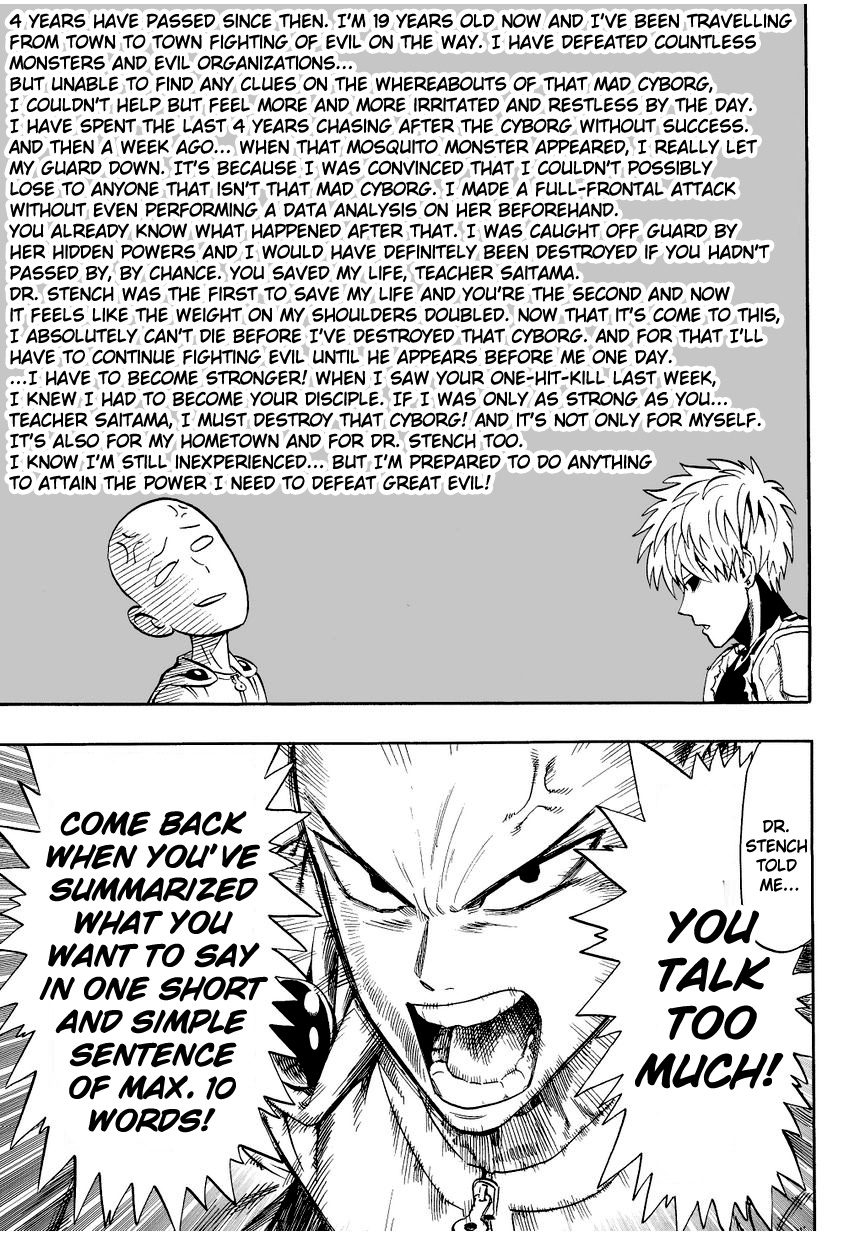 4 YEARS HAVE PASSED SINCE THEN. I'M 19 YEARS OLD NOW AND I'VE BEEN TRAVELLING
FROM TOWN TO TOWN FIGHTING OF EVIL ON THE WAY. I HAVE DEFEATED COUNTLESS
MONSTERS AND EVIL ORGANIZATIONS...
BUT UNABLE TO FIND ANY CLUES ON THE WHEREABOUTS OF THAT MAD CYBORG,
I COULDN'T HELP BUT FEEL MORE AND MORE IRRITATED AND RESTLESS BY THE DAY.
I HAVE SPENT THE LAST 4 YEARS CHASING AFTER THE CYBORG WITHOUT SUCCESS.
AND THEN A WEEK AGO... WHEN THAT MOSQUITO MONSTER APPEARED, I REALLY LET
MY GUARD DOWN. IT'S BECAUSE I WAS CONVINCED THAT I COULDN'T POSSIBLY
LOSE TO ANYONE THAT ISN'T THAT MAD CYBORG. I MADE A FULL-FRONTAL ATTACK
WITHOUT EVEN PERFORMING A DATA ANALYSIS ON HER BEFOREHAND.
YOU ALREADY KNOW WHAT HAPPENED AFTER THAT. I WAS CAUGHT OFF GUARD BY
HER HIDDEN POWERS AND I WOULD HAVE DEFINITELY BEEN DESTROYED IF YOU HADN'T
PASSED BY, BY CHANCE. YOU SAVED MY LIFE, TEACHER SAITAMA.
DR. STENCH WAS THE FIRST TO SAVE MY LIFE AND YOU'RE THE SECOND AND NOW
IT FEELS LIKE THE WEIGHT ON MY SHOULDERS DOUBLED. NOW THAT IT'S COME TO THIS,
I ABSOLUTELY CAN'T DIE BEFORE I'VE DESTROYED THAT CYBORG. AND FOR THAT I'LL
HAVE TO CONTINUE FIGHTING EVIL UNTIL HE APPEARS BEFORE ME ONE DAY.
...I HAVE TO BECOME STRONGER! WHEN I SAW YOUR ONE-HIT-KILL LAST WEEK,
I KNEW I HAD TO BECOME YOUR DISCIPLE. IF I WAS ONLY AS STRONG AS YOU...
TEACHER SAITAMA, I MUST DESTROY THAT CYBORG! AND IT'S NOT ONLY FOR MYSELF.
IT'S ALSO FOR MY HOMETOWN AND FOR DR. STENCH TOO.
I KNOW I'M STILL INEXPERIENCED... BUT I'M PREPARED TO DO ANYTHING
TO ATTAIN THE POWER I NEED TO DEFEAT GREAT EVIL!
DR.
STENCH
TOLD
ME...
YOU
TALK
TOO
MUCH!
COME BACK
WHEN YOU'VE
SUMMARIZED
WHAT YOU
WANT TO SAY
IN ONE SHORT
AND SIMPLE
SENTENCE
OF MAX. 10
WORDS!